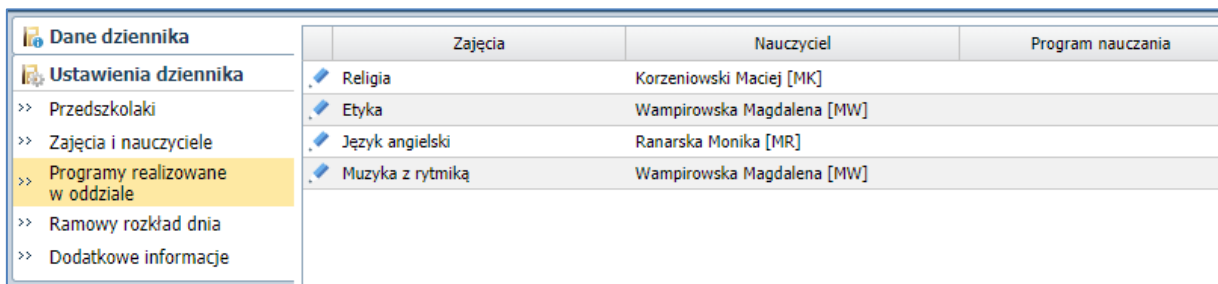 Dane dziennika
Ustawienia dziennika
>> Przedszkolaki
>> Zajęcia i nauczyciele
>> Programy realizowane
w oddziale
>> Ramowy rozkład dnia
>> Dodatkowe informacje
Zajęcia Nauczyciel Program nauczania
Religia Korzeniowski Maciej [MK]
Etyka Wampirowska Magdalena [MW]
Język angielski Ranarska Monika [MR]
Muzyka z rytmiką Wampirowska Magdalena [MW]